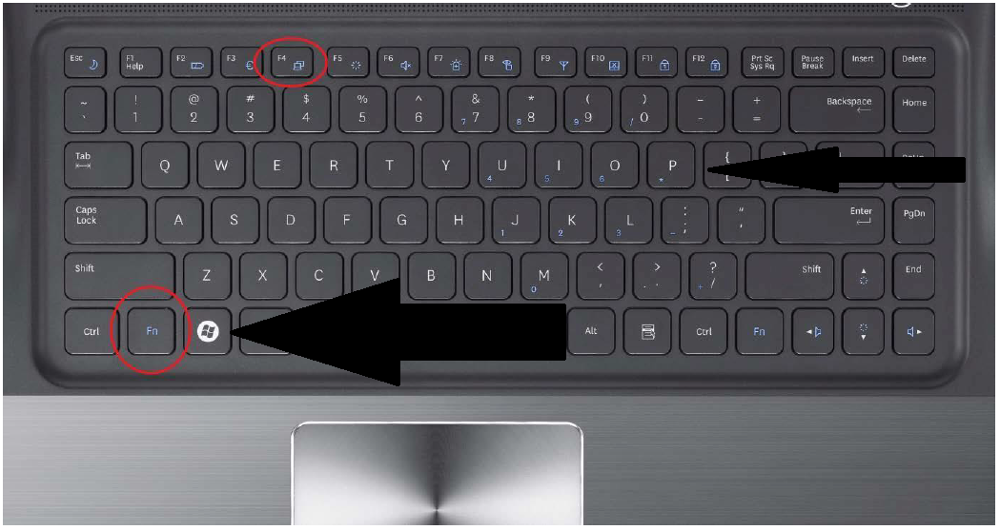 Esc F1 Help F2 F3 € F4 F5 F6 F7 F8 F9 F10 F11 F12 Prt Sc Sys Rq Pause Break Insert Delete
~ ` ! 1 @ 2 # 3 $ 4 % 5 ^ 6 & 7 7 * 8 8 ( 9 9 ) / 0 - - + = Backspace Home
Tab Q W E R T Y U 4 I 5 O 6 P * { [
Caps Lock A S D F G H J 1 K 2 L 3 : ; - " ' Enter PgDn
Shift Z X C V B N M 0 < , > . . ? / + Shift End
Ctrl Fn Alt Ctrl Fn